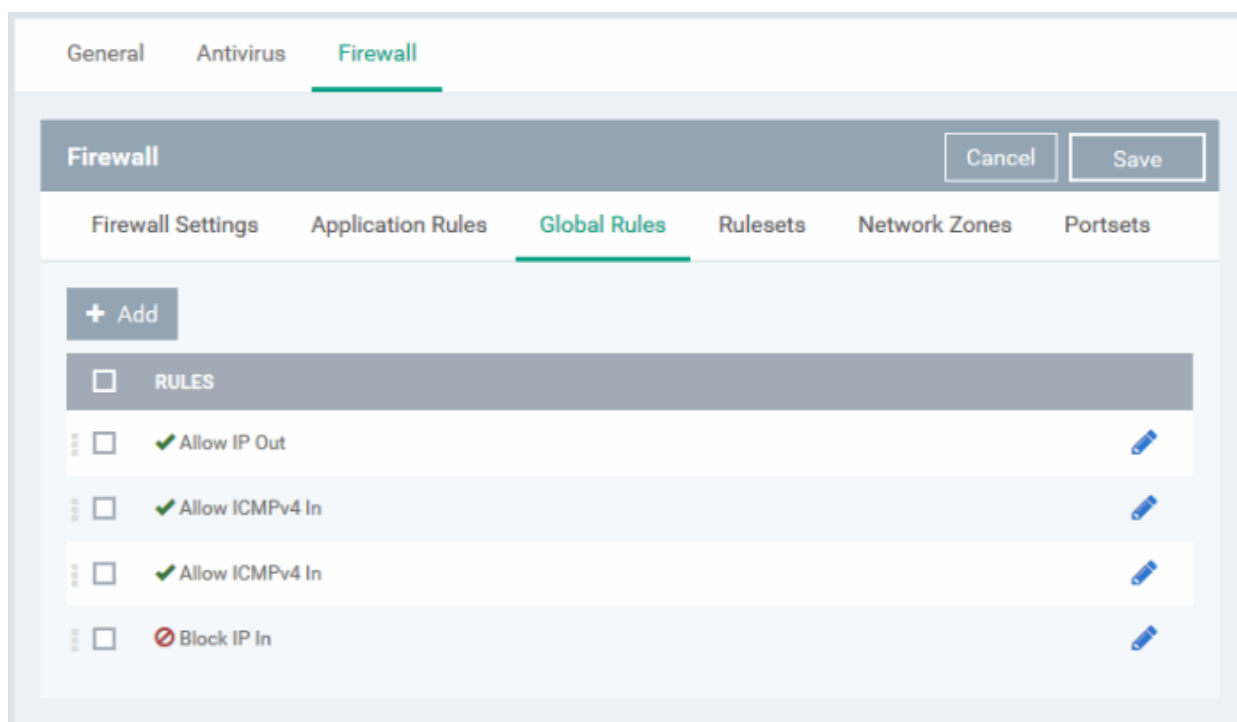 General Antivirus Firewall
Firewall Cancel Save
Firewall Settings Application Rules Global Rules Rulesets Network Zones Portsets
+ Add
RULES
Allow IP Out
Allow ICMPv4 In
Allow ICMPv4 In
Block IP In